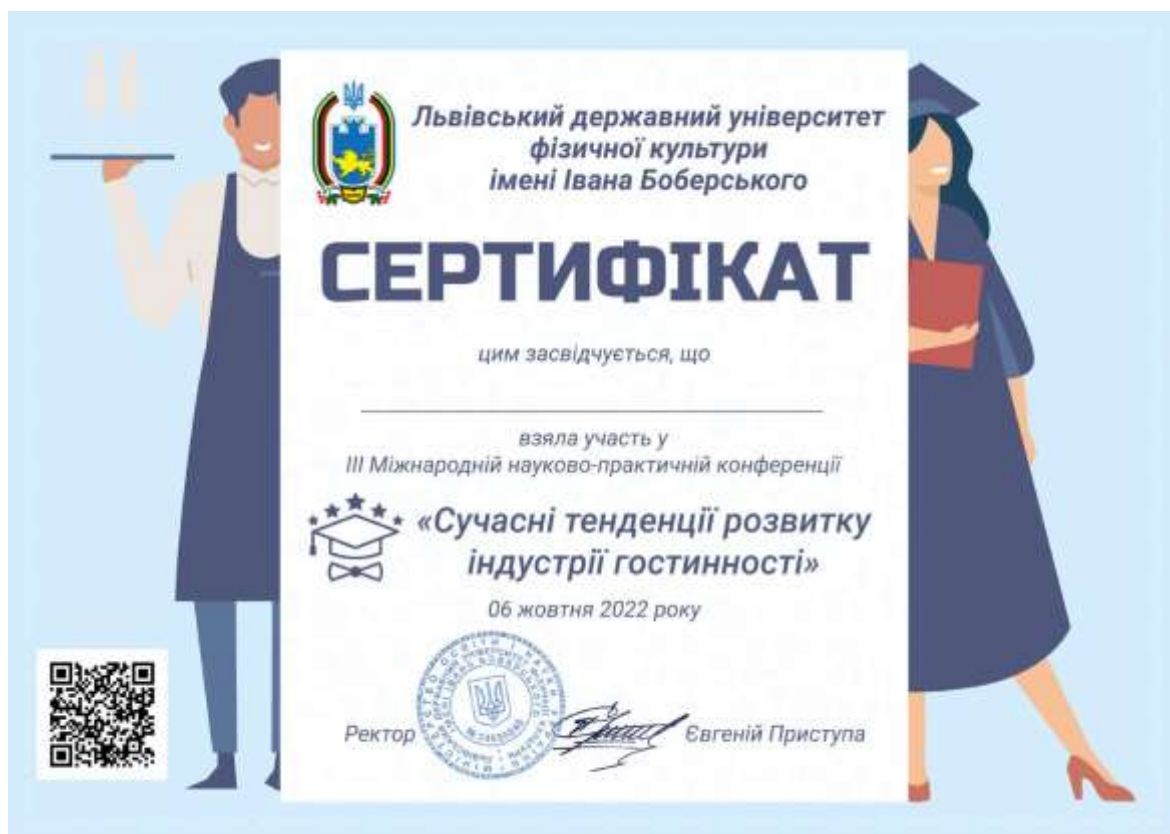 Львівський державний університет
фізичної культури
імені Івана Боберського
СЕРТИФІКАТ
цим засвідчується, що
взяла участь у
ІІІ Міжнародній науково-практичній конференції
«Сучасні тенденції розвитку
індустрії гостинності»
06 жовтня 2022 року
Ректор
Євгеній Приступа